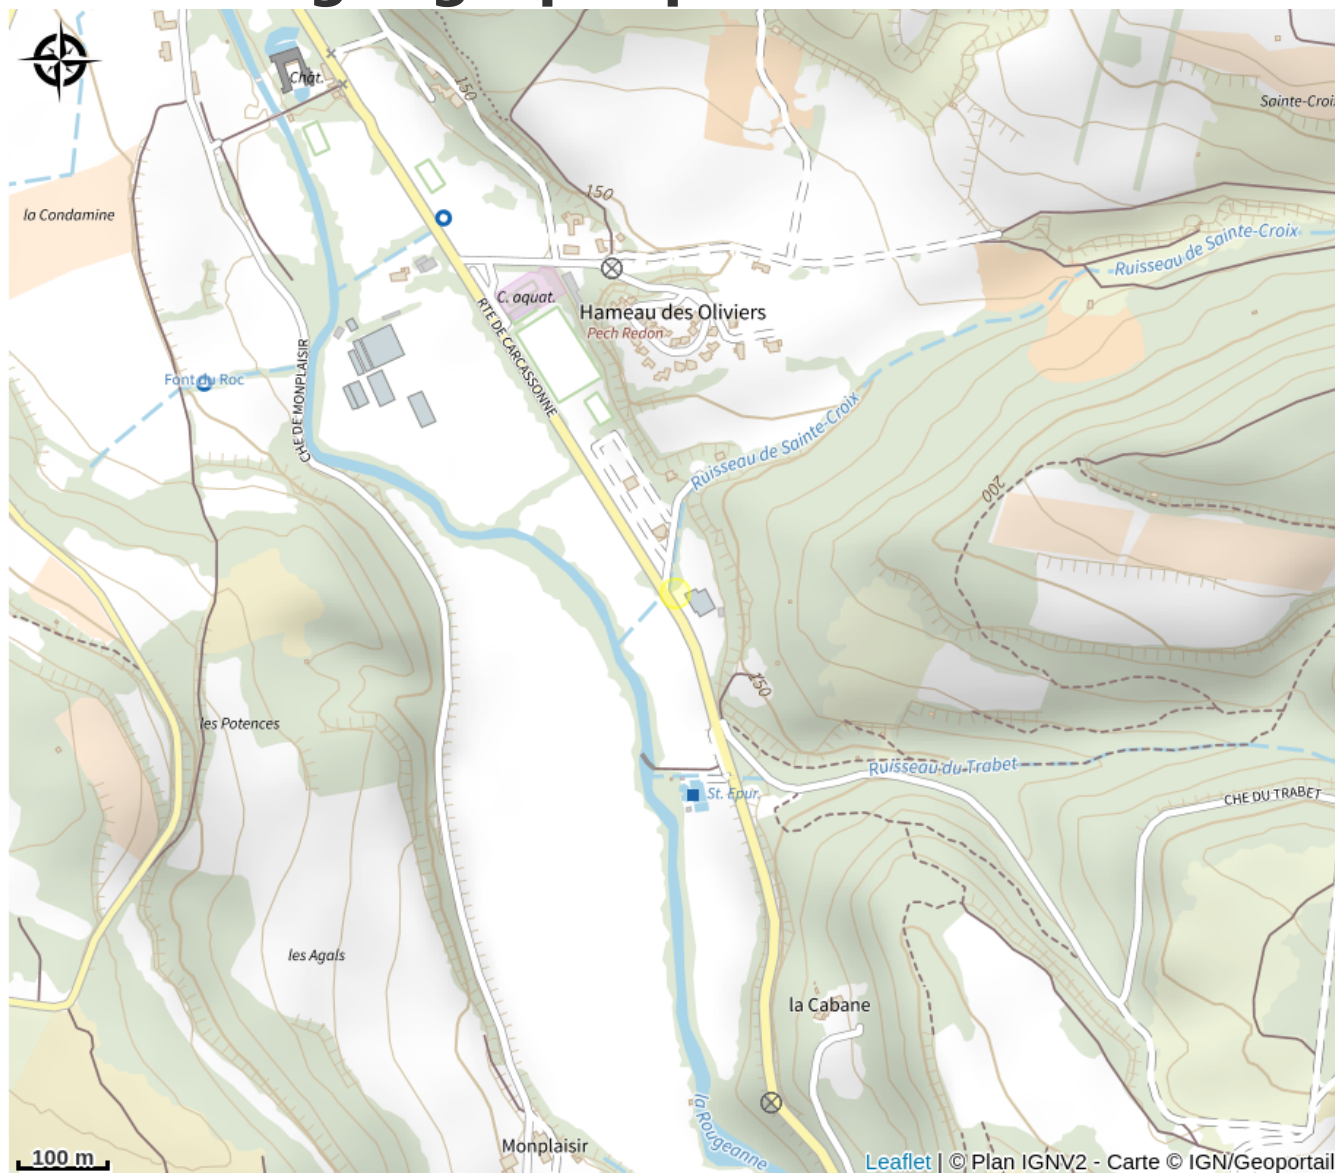 Chât.
150
Sainte-Croi
la Condamine
150
Ruisseau de Sainte-Croix
C. aquat.
Hameau des Oliviers
Pech Redon
RTE DE CARCASSONNE
CHE DE MONPLAISIR
Font du Roc
Ruisseau de Sainte-Croix
200
150
les Potences
Ruisseau du Trabet
St. Epur.
CHE DU TRABET
les Agals
la Cabane
la Rougeanne
Monplaisir
100 m
Leaflet | © Plan IGNV2 - Carte © IGN/Geoportail